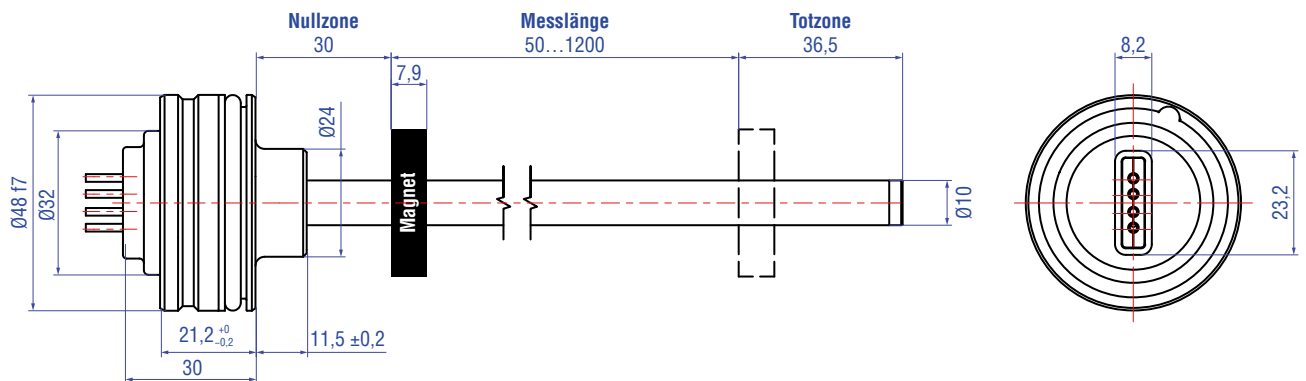 Nullzone
30
Messlänge
50…1200
Totzone
36,5
8,2
7,9
Ø24
Ø48 f7
Ø32
Magnet
Ø10
23,2
21,2 +0 −0,2
11,5 ±0,2
30